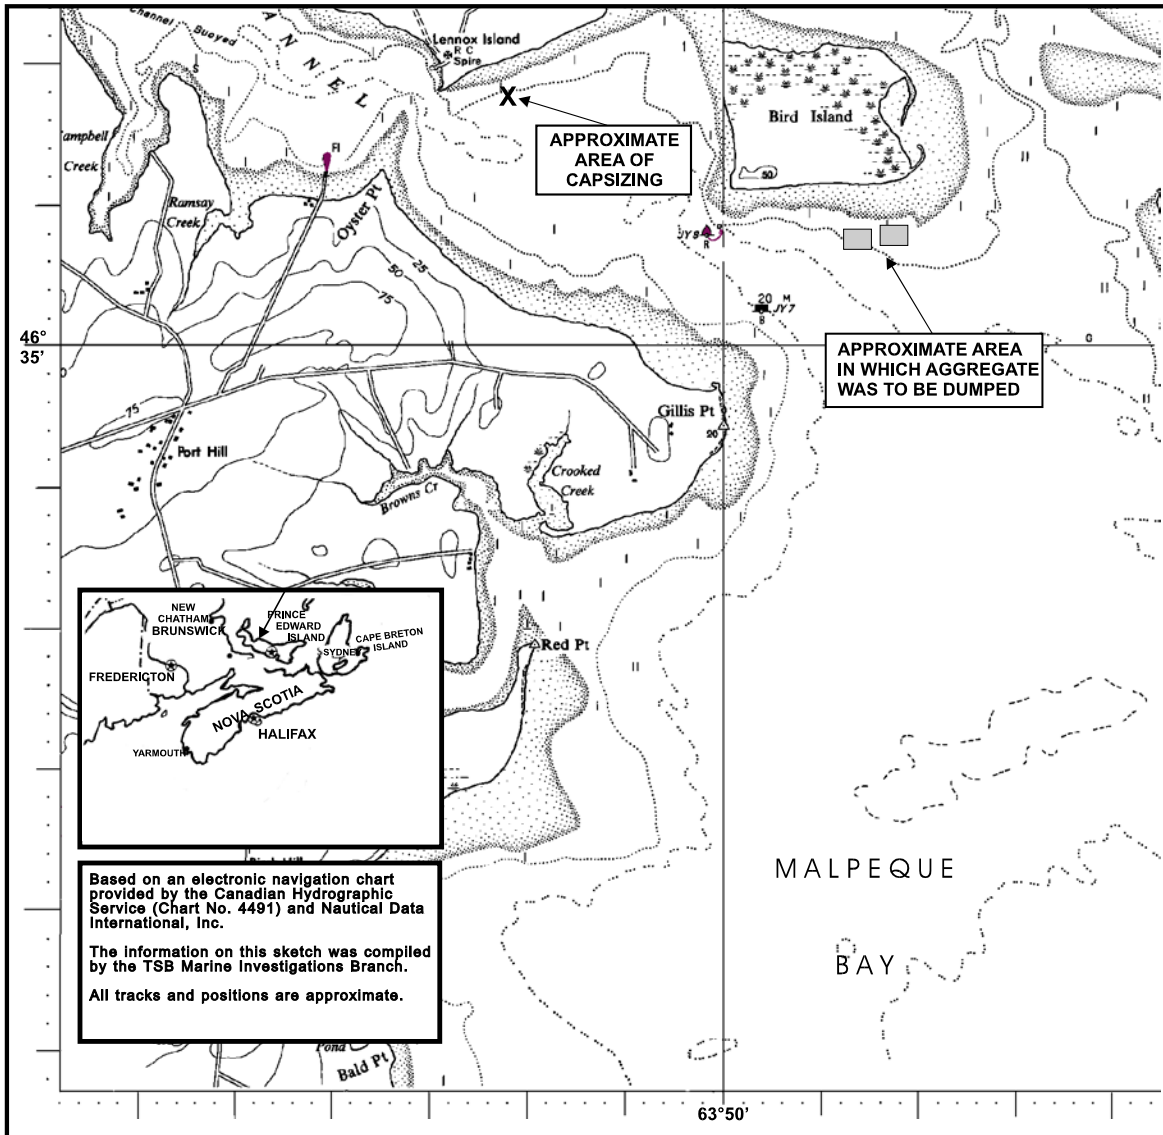 Channel Buoyed
ANNEL
Lennox Island
R C
Spire
S
Campbell
Creek
Ramsay
Creek
Fl
Oyster Pt
X
APPROXIMATE
AREA OF
CAPSIZING
Bird Island
50
JY8
R
20 M
JY7
B
50
25
75
46°
35'
APPROXIMATE AREA
IN WHICH AGGREGATE
WAS TO BE DUMPED
75
Port Hill
Gillis Pt
20
Crooked
Creek
Browns Cr
Red Pt
NEW
CHATHAM
BRUNSWICK
PRINCE
EDWARD
ISLAND
CAPE BRETON
ISLAND
SYDNEY
FREDERICTON
NOVA SCOTIA
HALIFAX
YARMOUTH
Based on an electronic navigation chart
provided by the Canadian Hydrographic
Service (Chart No. 4491) and Nautical Data
International, Inc.
The information on this sketch was compiled
by the TSB Marine Investigations Branch.
All tracks and positions are approximate.
MALPEQUE
BAY
Pond
Bald Pt
63°50'